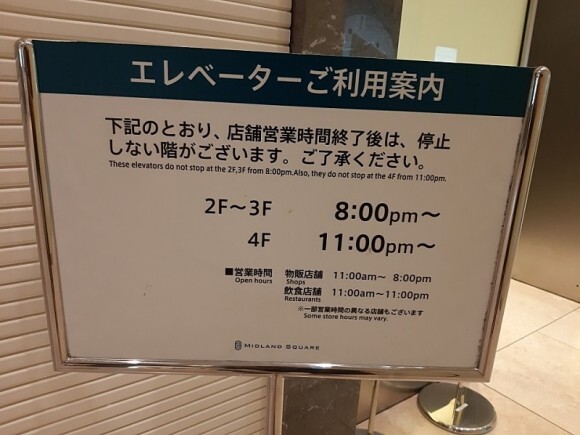 エレベーターご利用案内
下記のとおり、店舗営業時間終了後は、停止
しない階がございます。ご了承ください。
These elevators do not stop at the 2F,3F from 8:00pm.Also, they do not stop at the 4F from 11:00pm.
2F～3F 8:00pm～
4F 11:00pm～
■営業時間 物販店舗 11:00am～ 8:00pm
Open hours Shops
飲食店舗 11:00am～11:00pm
Restaurants
※一部営業時間の異なる店舗もございます
Some store hours may vary.
MIDLAND SQUARE